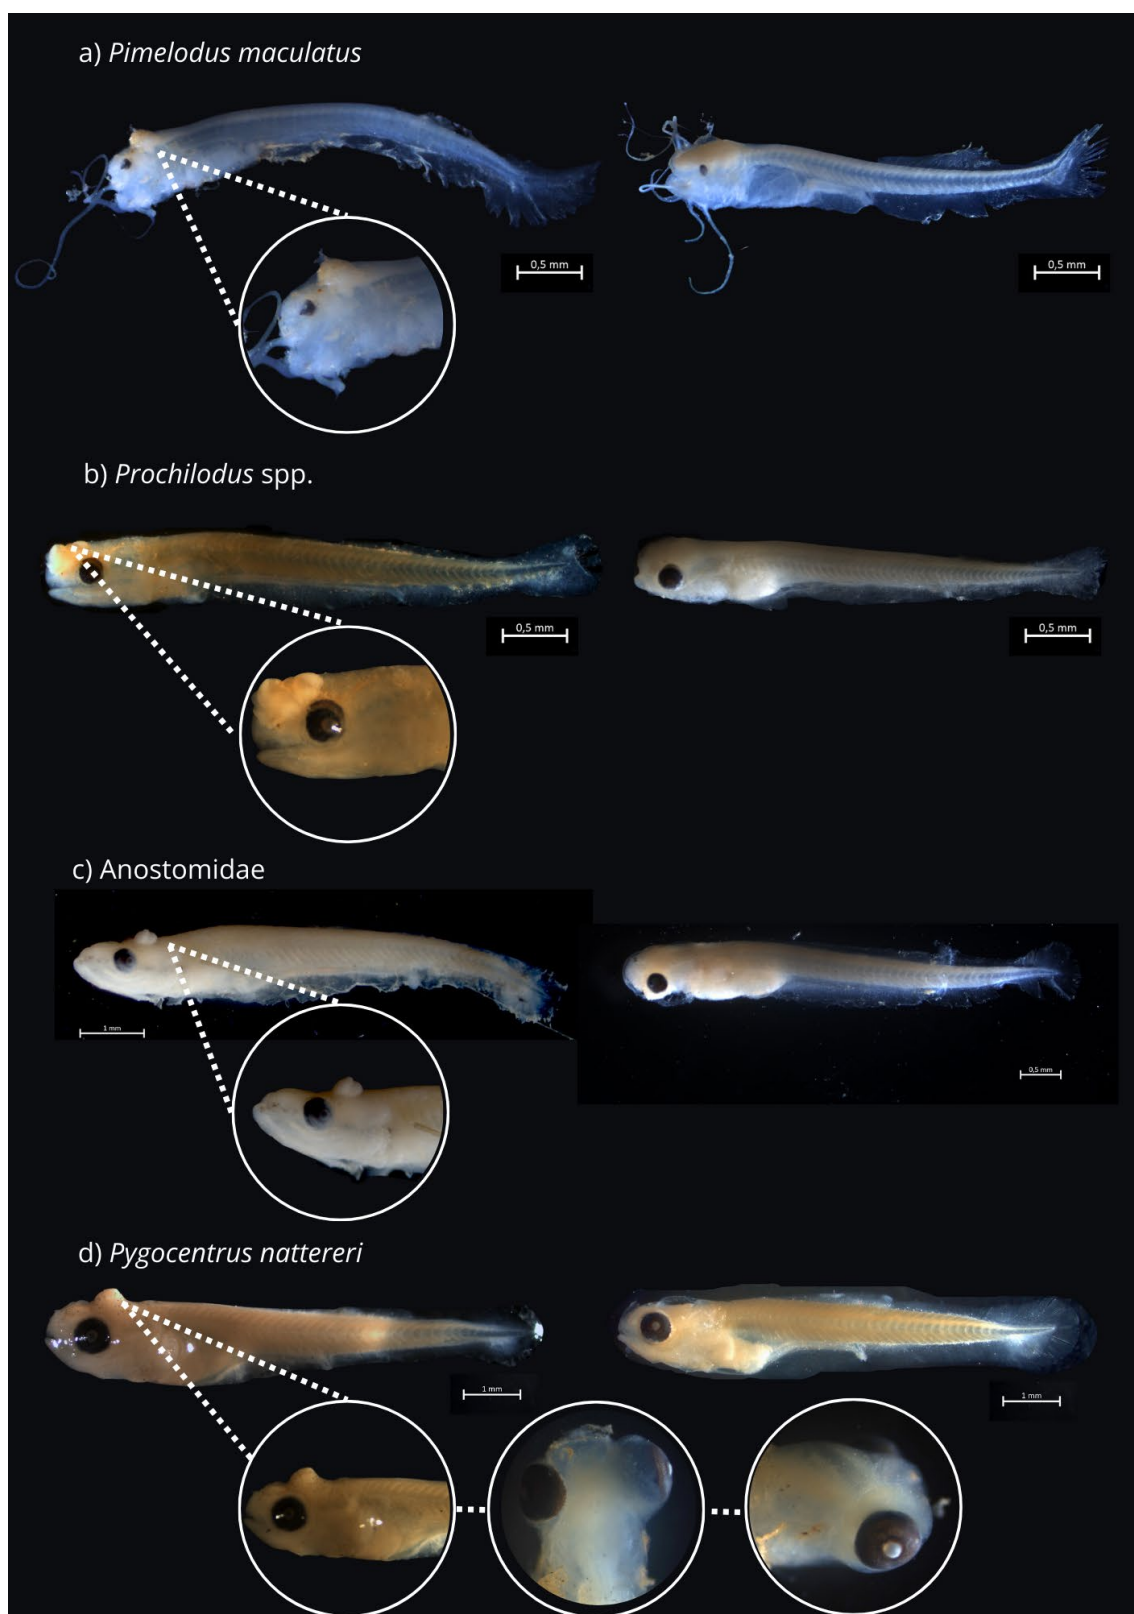 a) Pimelodus maculatus
0,5 mm
0,5 mm
b) Prochilodus spp.
0,5 mm
0,5 mm
c) Anostomidae
1 mm
0,5 mm
d) Pygocentrus nattereri
1 mm
1 mm